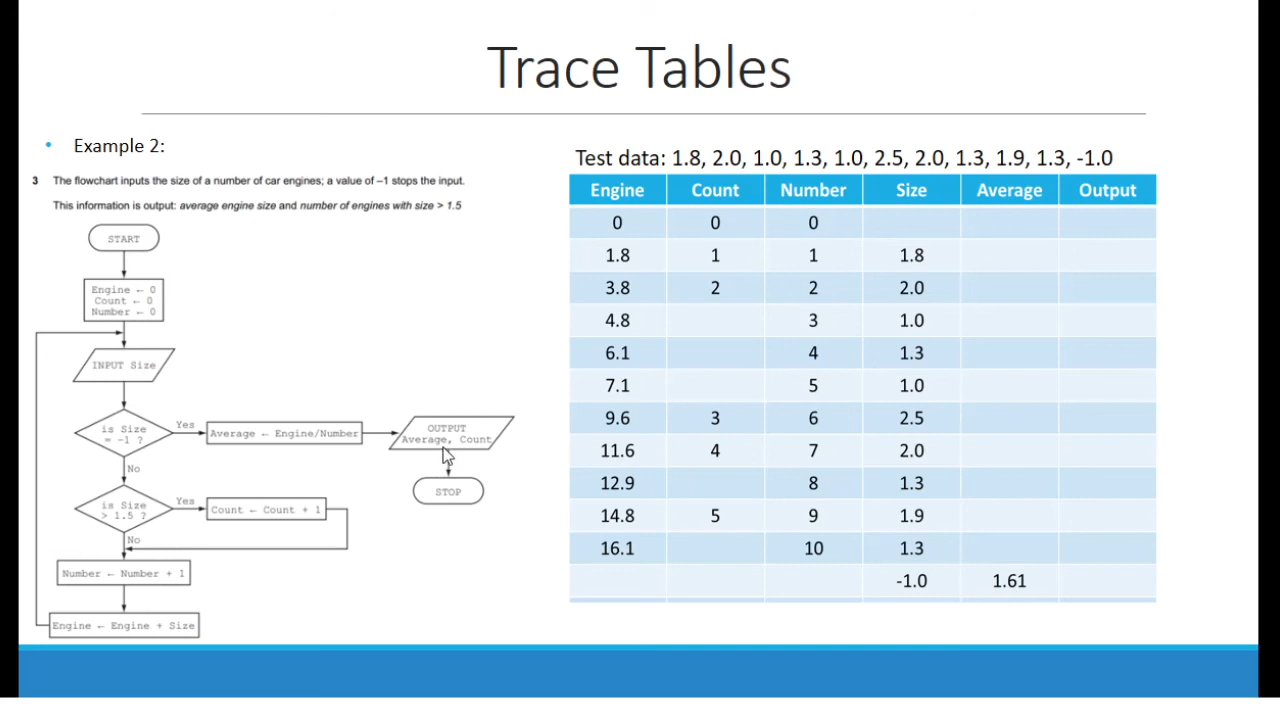 Trace Tables
• Example 2:
3 The flowchart inputs the size of a number of car engines; a value of –1 stops the input.
This information is output: average engine size and number of engines with size > 1.5
START
Engine ← 0
Count ← 0
Number ← 0
INPUT Size
is Size
= -1 ?
Yes
Average ← Engine/Number
OUTPUT
Average, Count
STOP
No
is Size
> 1.5 ?
Yes
Count ← Count + 1
No
Number ← Number + 1
Engine ← Engine + Size
Test data: 1.8, 2.0, 1.0, 1.3, 1.0, 2.5, 2.0, 1.3, 1.9, 1.3, -1.0
Engine Count Number Size Average Output
0 0 0
1.8 1 1 1.8
3.8 2 2 2.0
4.8 3 1.0
6.1 4 1.3
7.1 5 1.0
9.6 3 6 2.5
11.6 4 7 2.0
12.9 8 1.3
14.8 5 9 1.9
16.1 10 1.3
-1.0 1.61